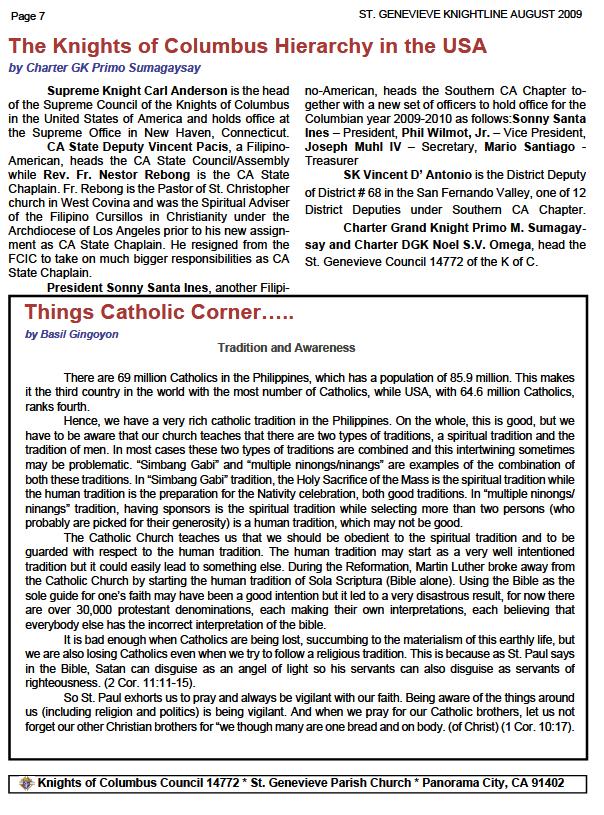 Page 7
ST. GENEVIEVE KNIGHTLINE AUGUST 2009
The Knights of Columbus Hierarchy in the USA
by Charter GK Primo Sumagaysay
Supreme Knight Carl Anderson is the head
of the Supreme Council of the Knights of Columbus
in the United States of America and holds office at
the Supreme Office in New Haven, Connecticut.
CA State Deputy Vincent Pacis, a Filipino-
American, heads the CA State Council/Assembly
while Rev. Fr. Nestor Rebong is the CA State
Chaplain. Fr. Rebong is the Pastor of St. Christopher
church in West Covina and was the Spiritual Adviser
of the Filipino Cursillos in Christianity under the
Archdiocese of Los Angeles prior to his new assign-
ment as CA State Chaplain. He resigned from the
FCIC to take on much bigger responsibilities as CA
State Chaplain.
President Sonny Santa Ines, another Filipi-
no-American, heads the Southern CA Chapter to-
gether with a new set of officers to hold office for the
Columbian year 2009-2010 as follows:Sonny Santa
Ines – President, Phil Wilmot, Jr. – Vice President,
Joseph Muhl IV – Secretary, Mario Santiago -
Treasurer
SK Vincent D’ Antonio is the District Deputy
of District # 68 in the San Fernando Valley, one of 12
District Deputies under Southern CA Chapter.
Charter Grand Knight Primo M. Sumagay-
say and Charter DGK Noel S.V. Omega, head the
St. Genevieve Council 14772 of the K of C.
Things Catholic Corner…..
by Basil Gingoyon
Tradition and Awareness
There are 69 million Catholics in the Philippines, which has a population of 85.9 million. This makes
it the third country in the world with the most number of Catholics, while USA, with 64.6 million Catholics,
ranks fourth.
Hence, we have a very rich catholic tradition in the Philippines. On the whole, this is good, but we
have to be aware that our church teaches that there are two types of traditions, a spiritual tradition and the
tradition of men. In most cases these two types of traditions are combined and this intertwining sometimes
may be problematic. “Simbang Gabi” and “multiple ninongs/ninangs” are examples of the combination of
both these traditions. In “Simbang Gabi” tradition, the Holy Sacrifice of the Mass is the spiritual tradition while
the human tradition is the preparation for the Nativity celebration, both good traditions. In “multiple ninongs/
ninangs” tradition, having sponsors is the spiritual tradition while selecting more than two persons (who
probably are picked for their generosity) is a human tradition, which may not be good.
The Catholic Church teaches us that we should be obedient to the spiritual tradition and to be
guarded with respect to the human tradition. The human tradition may start as a very well intentioned
tradition but it could easily lead to something else. During the Reformation, Martin Luther broke away from
the Catholic Church by starting the human tradition of Sola Scriptura (Bible alone). Using the Bible as the
sole guide for one’s faith may have been a good intention but it led to a very disastrous result, for now there
are over 30,000 protestant denominations, each making their own interpretations, each believing that
everybody else has the incorrect interpretation of the bible.
It is bad enough when Catholics are being lost, succumbing to the materialism of this earthly life, but
we are also losing Catholics even when we try to follow a religious tradition. This is because as St. Paul says
in the Bible, Satan can disguise as an angel of light so his servants can also disguise as servants of
righteousness. (2 Cor. 11:11-15).
So St. Paul exhorts us to pray and always be vigilant with our faith. Being aware of the things around
us (including religion and politics) is being vigilant. And when we pray for our Catholic brothers, let us not
forget our other Christian brothers for “we though many are one bread and on body. (of Christ) (1 Cor. 10:17).
Knights of Columbus Council 14772 * St. Genevieve Parish Church * Panorama City, CA 91402